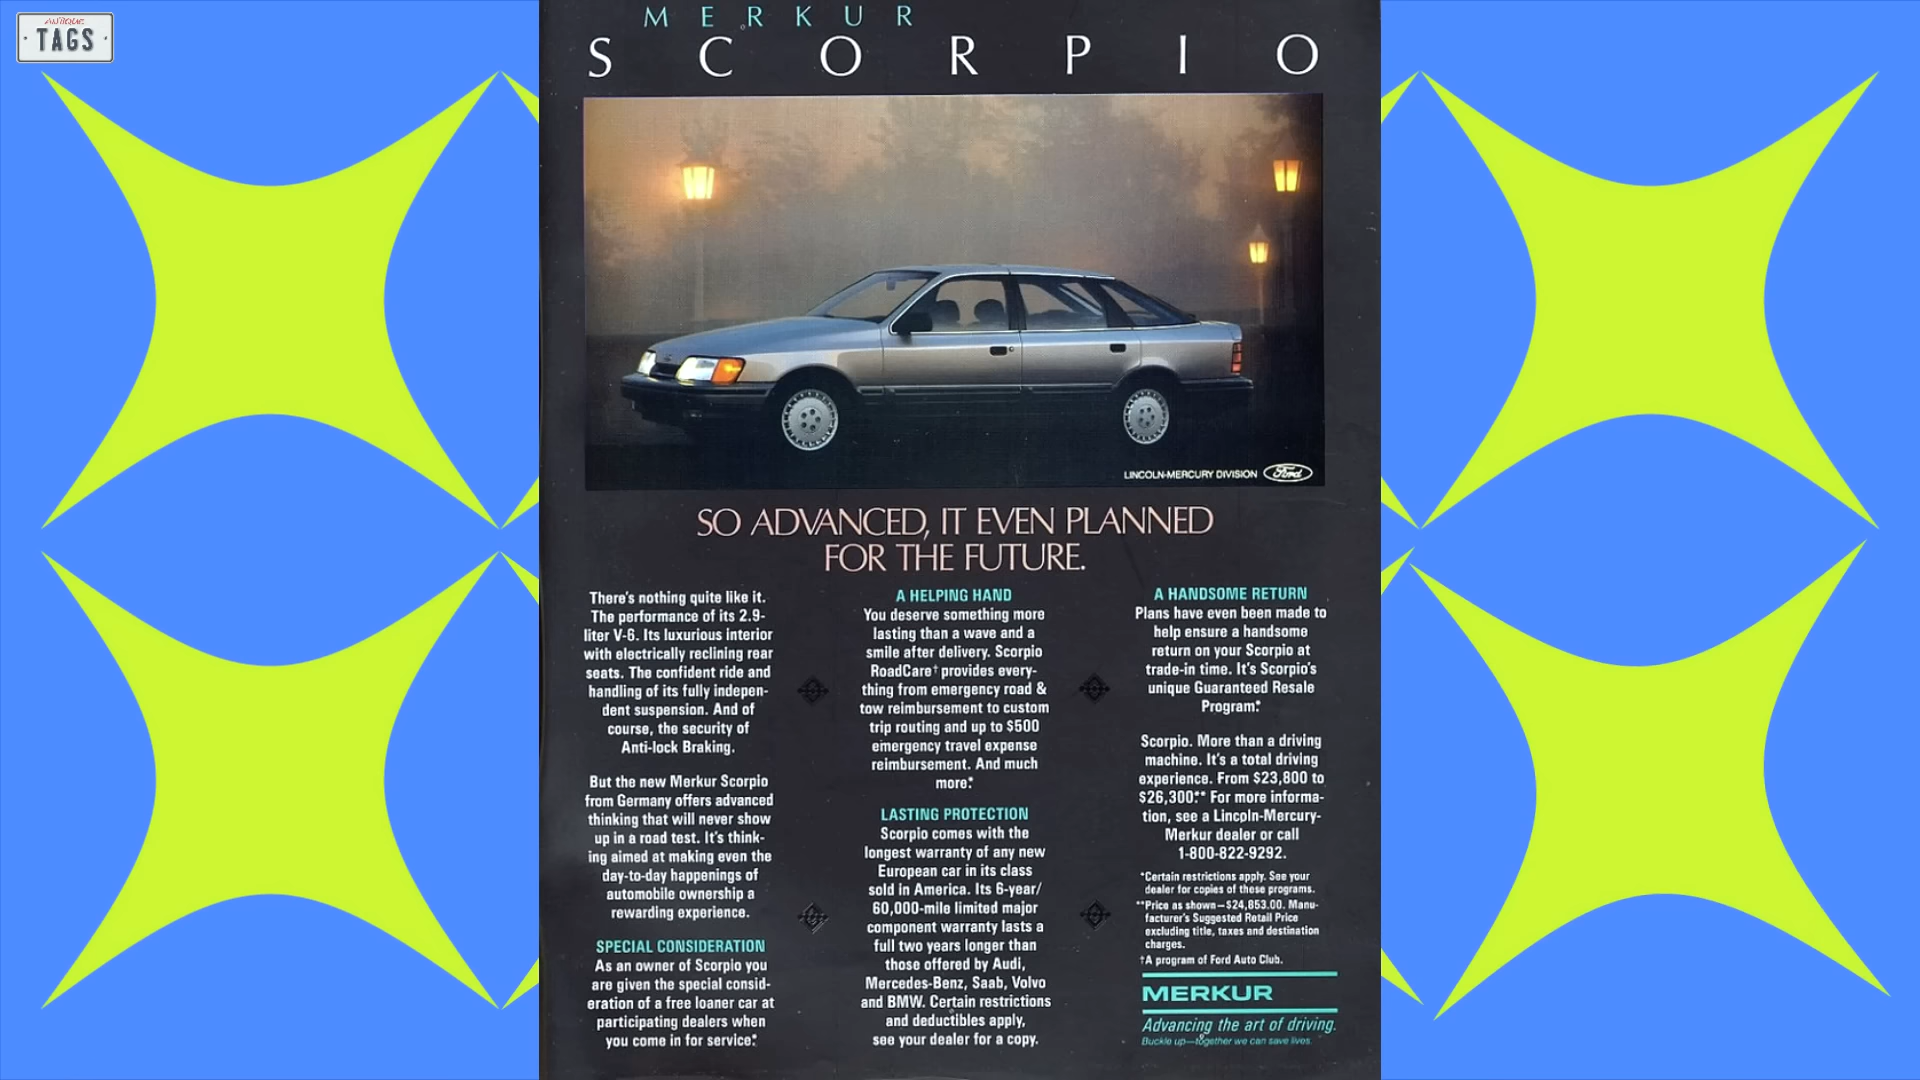 ANTIQUE
TAGS
MERKUR
SCORPIO
LINCOLN-MERCURY DIVISION Ford
SO ADVANCED, IT EVEN PLANNED
FOR THE FUTURE.
There's nothing quite like it.
The performance of its 2.9-
liter V-6. Its luxurious interior
with electrically reclining rear
seats. The confident ride and
handling of its fully indepen-
dent suspension. And of
course, the security of
Anti-lock Braking.
But the new Merkur Scorpio
from Germany offers advanced
thinking that will never show
up in a road test. It's think-
ing aimed at making even the
day-to-day happenings of
automobile ownership a
rewarding experience.
SPECIAL CONSIDERATION
As an owner of Scorpio you
are given the special consid-
eration of a free loaner car at
participating dealers when
you come in for service.*
A HELPING HAND
You deserve something more
lasting than a wave and a
smile after delivery. Scorpio
RoadCare† provides every-
thing from emergency road &
tow reimbursement to custom
trip routing and up to $500
emergency travel expense
reimbursement. And much
more.*
LASTING PROTECTION
Scorpio comes with the
longest warranty of any new
European car in its class
sold in America. Its 6-year/
60,000-mile limited major
component warranty lasts a
full two years longer than
those offered by Audi,
Mercedes-Benz, Saab, Volvo
and BMW. Certain restrictions
and deductibles apply,
see your dealer for a copy.
A HANDSOME RETURN
Plans have even been made to
help ensure a handsome
return on your Scorpio at
trade-in time. It's Scorpio's
unique Guaranteed Resale
Program.*
Scorpio. More than a driving
machine. It's a total driving
experience. From $23,800 to
$26,300.** For more informa-
tion, see a Lincoln-Mercury-
Merkur dealer or call
1-800-822-9292.
*Certain restrictions apply. See your
dealer for copies of these programs.
**Price as shown—$24,853.00. Manu-
facturer's Suggested Retail Price
excluding title, taxes and destination
charges.
†A program of Ford Auto Club.
MERKUR
Advancing the art of driving.
Buckle up—together we can save lives.